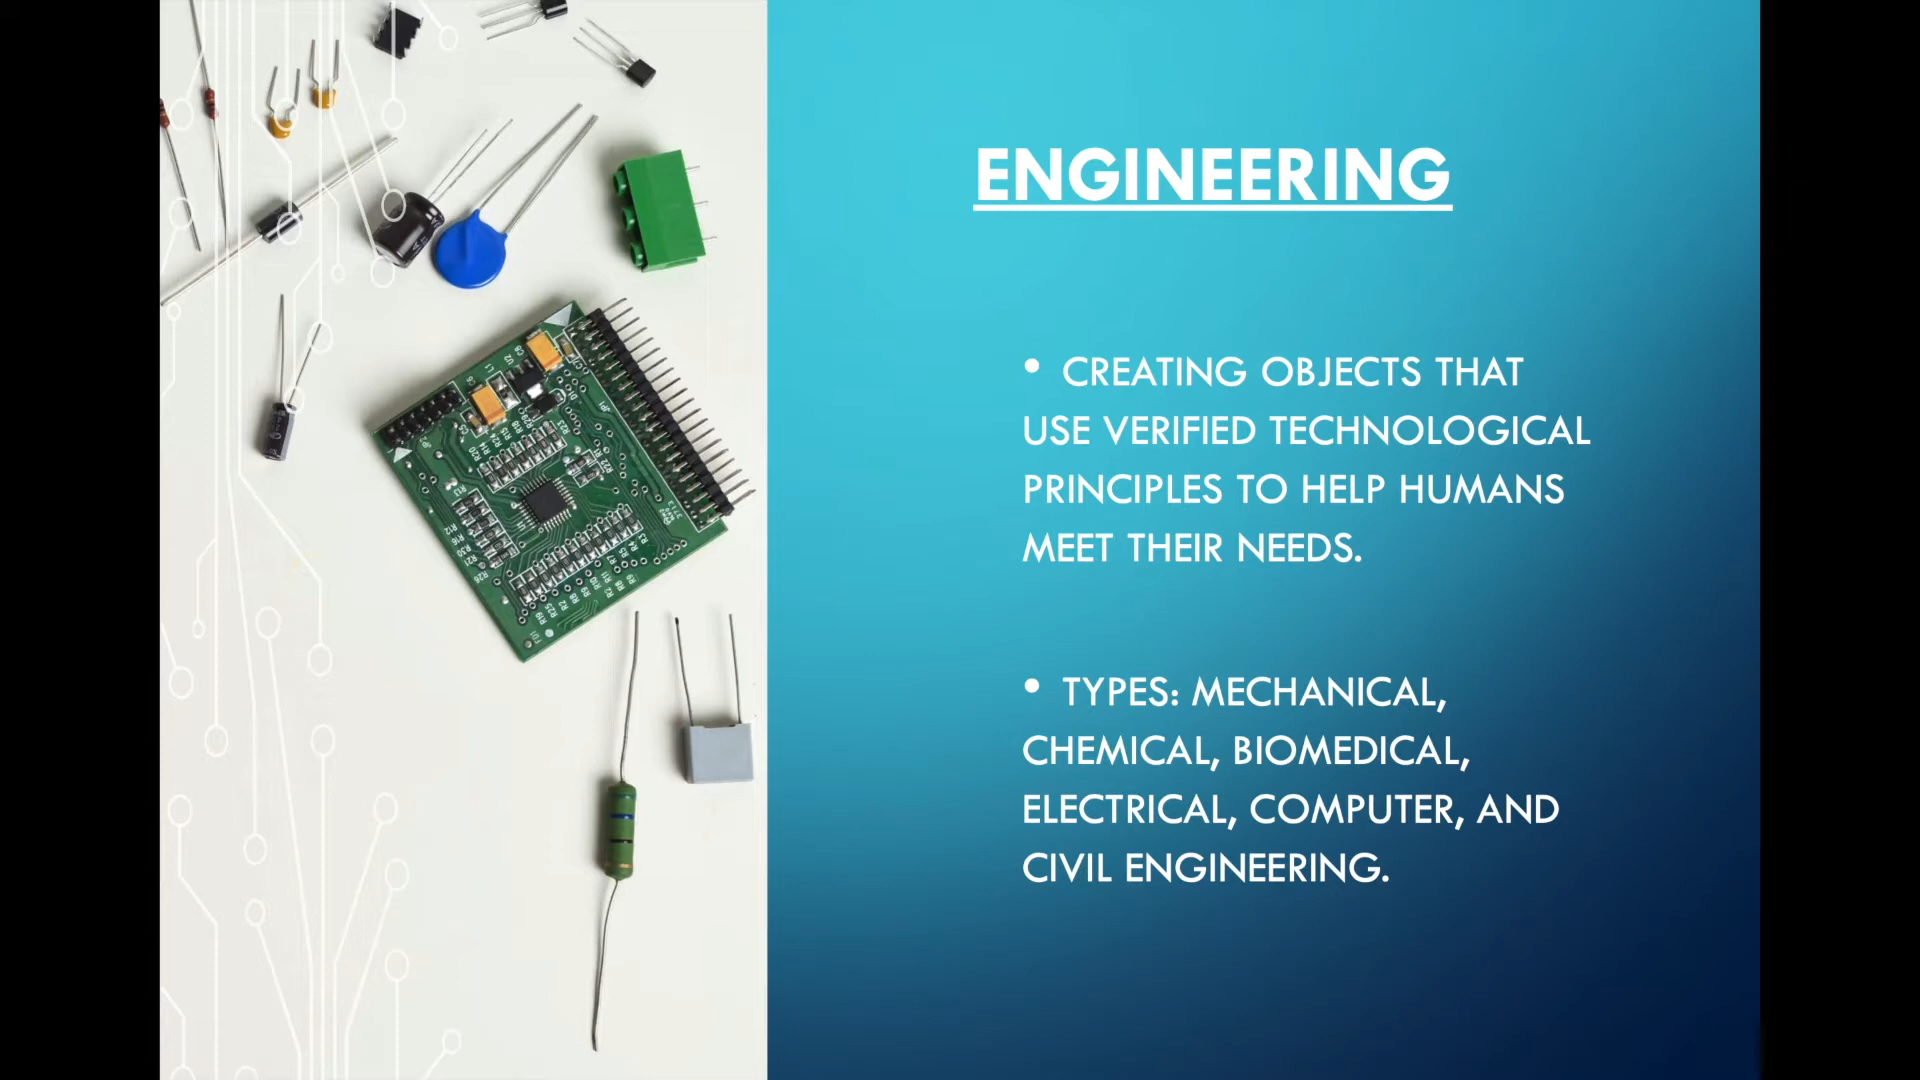 ENGINEERING
• CREATING OBJECTS THAT
USE VERIFIED TECHNOLOGICAL
PRINCIPLES TO HELP HUMANS
MEET THEIR NEEDS.
• TYPES: MECHANICAL,
CHEMICAL, BIOMEDICAL,
ELECTRICAL, COMPUTER, AND
CIVIL ENGINEERING.